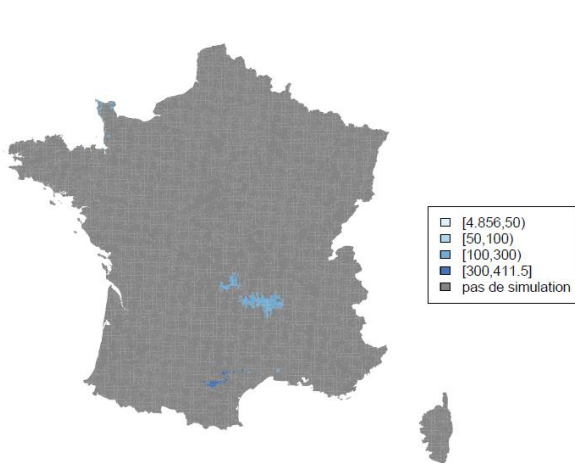 [4.856,50)
[50,100)
[100,300)
[300,411.5]
pas de simulation